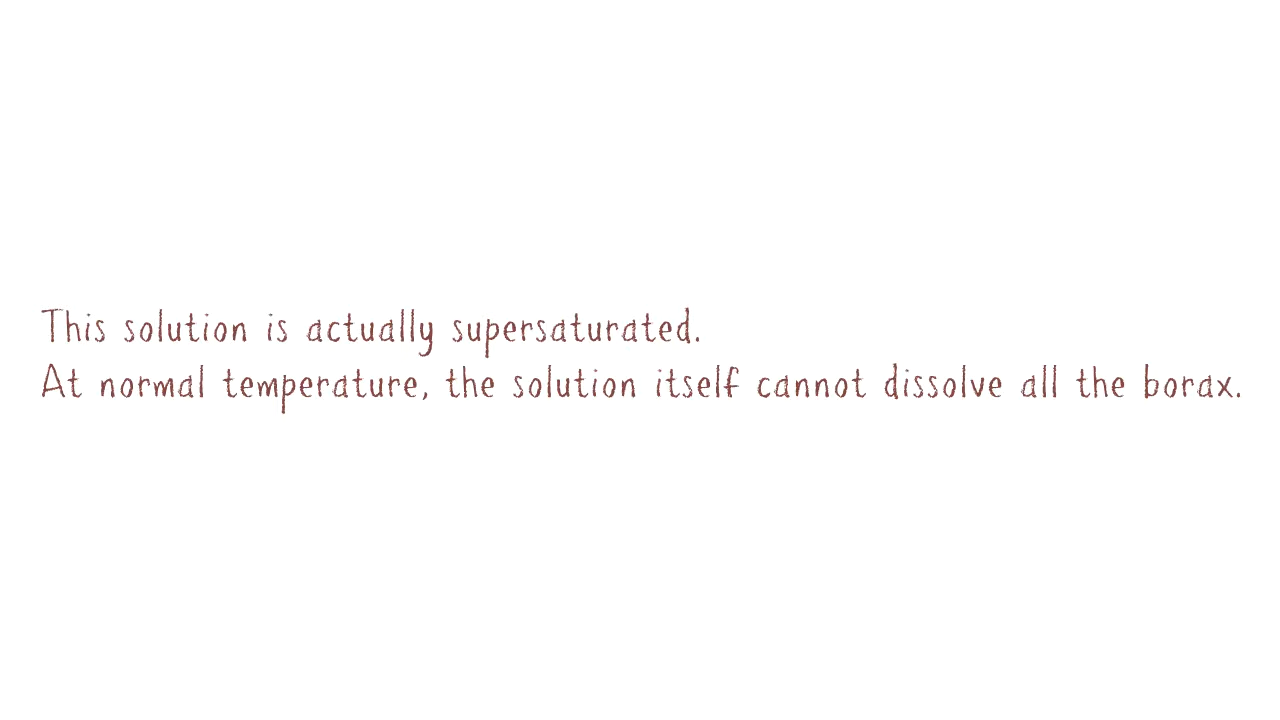 This solution is actually supersaturated.
At normal temperature, the solution itself cannot dissolve all the borax.